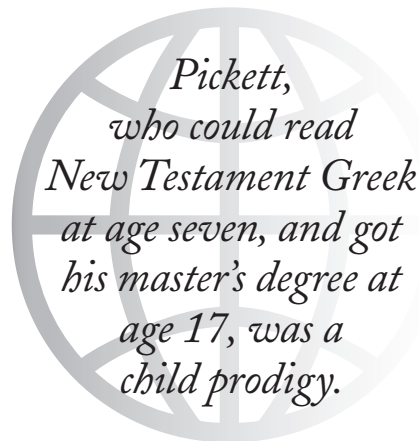 Pickett,
who could read
New Testament Greek
at age seven, and got
his master’s degree at
age 17, was a
child prodigy.